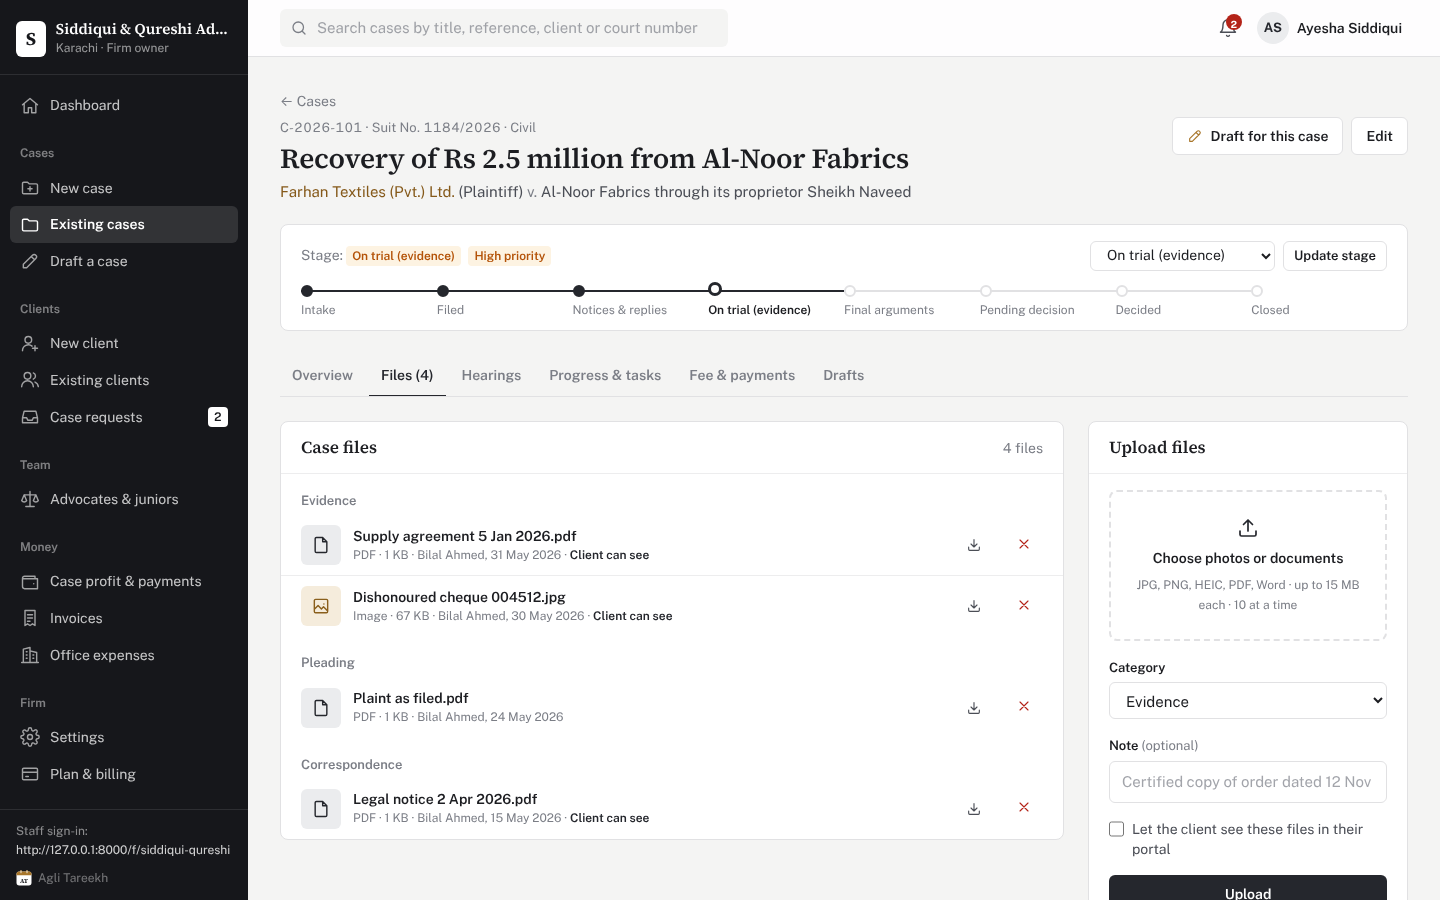 S
Siddiqui & Qureshi Ad...
Karachi · Firm owner
Dashboard
Cases
New case
Existing cases
Draft a case
Clients
New client
Existing clients
Case requests
2
Team
Advocates & juniors
Money
Case profit & payments
Invoices
Office expenses
Firm
Settings
Plan & billing
Staff sign-in:
http://127.0.0.1:8000/f/siddiqui-qureshi
AT
Agli Tareekh
Search cases by title, reference, client or court number
2
AS
Ayesha Siddiqui
← Cases
C-2026-101 · Suit No. 1184/2026 · Civil
Recovery of Rs 2.5 million from Al-Noor Fabrics
Farhan Textiles (Pvt.) Ltd. (Plaintiff) v. Al-Noor Fabrics through its proprietor Sheikh Naveed
Draft for this case
Edit
Stage: On trial (evidence) High priority
On trial (evidence)
Update stage
Intake
Filed
Notices & replies
On trial (evidence)
Final arguments
Pending decision
Decided
Closed
Overview
Files (4)
Hearings
Progress & tasks
Fee & payments
Drafts
Case files
4 files
Evidence
Supply agreement 5 Jan 2026.pdf
PDF · 1 KB · Bilal Ahmed, 31 May 2026 · Client can see
Dishonoured cheque 004512.jpg
Image · 67 KB · Bilal Ahmed, 30 May 2026 · Client can see
Pleading
Plaint as filed.pdf
PDF · 1 KB · Bilal Ahmed, 24 May 2026
Correspondence
Legal notice 2 Apr 2026.pdf
PDF · 1 KB · Bilal Ahmed, 15 May 2026 · Client can see
Upload files
Choose photos or documents
JPG, PNG, HEIC, PDF, Word · up to 15 MB
each · 10 at a time
Category
Evidence
Note (optional)
Certified copy of order dated 12 Nov
Let the client see these files in their
portal
Upload